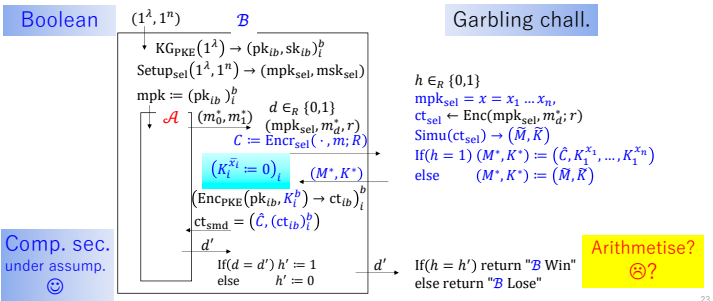 Boolean
(1^λ, 1^n)
ℬ
Garbling chall.
KG_PKE(1^λ) → (pk_ib, sk_ib)_i^b
Setup_sel(1^λ, 1^n) → (mpk_sel, msk_sel)
mpk ≔ (pk_ib)_i^b
𝒜
(m_0^*, m_1^*)
d ∈_R {0,1}
(mpk_sel, m_d^*, r)
C ≔ Encr_sel( · , m; R)
(K_i^{x̄_i} ≔ 0)_i
(M^*, K^*)
(Enc_PKE(pk_ib, K_i^b) → ct_ib)_i^b
ct_smd = (Ĉ, (ct_ib)_i^b)
d′
If(d = d′) h′ ≔ 1
else h′ ≔ 0
d′
h ∈_R {0,1}
mpk_sel = x = x_1 … x_n,
ct_sel ← Enc(mpk_sel, m_d^*; r)
Simu(ct_sel) → (M̃, K̃)
If(h = 1) (M^*, K^*) ≔ (Ĉ, K_1^{x_1}, … , K_1^{x_n})
else (M^*, K^*) ≔ (M̃, K̃)
If(h = h′) return "ℬ Win"
else return "ℬ Lose"
Comp. sec.
under assump.
☺
Arithmetise?
☹?
23